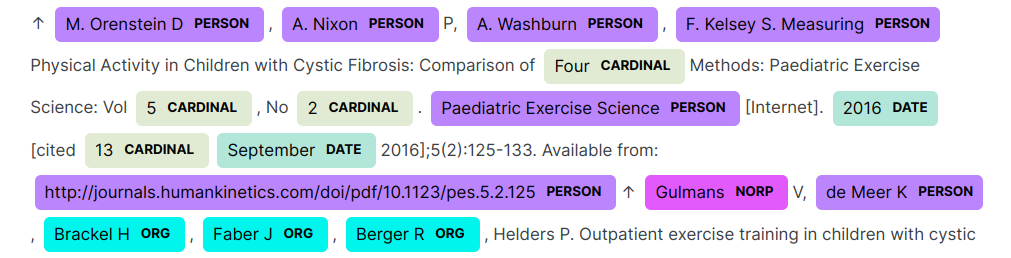 ↑ M. Orenstein D PERSON , A. Nixon PERSON P, A. Washburn PERSON , F. Kelsey S. Measuring PERSON
Physical Activity in Children with Cystic Fibrosis: Comparison of Four CARDINAL Methods: Paediatric Exercise
Science: Vol 5 CARDINAL , No 2 CARDINAL . Paediatric Exercise Science PERSON [Internet]. 2016 DATE
[cited 13 CARDINAL September DATE 2016];5(2):125-133. Available from:
http://journals.humankinetics.com/doi/pdf/10.1123/pes.5.2.125 PERSON ↑ Gulmans NORP V, de Meer K PERSON
, Brackel H ORG , Faber J ORG , Berger R ORG , Helders P. Outpatient exercise training in children with cystic